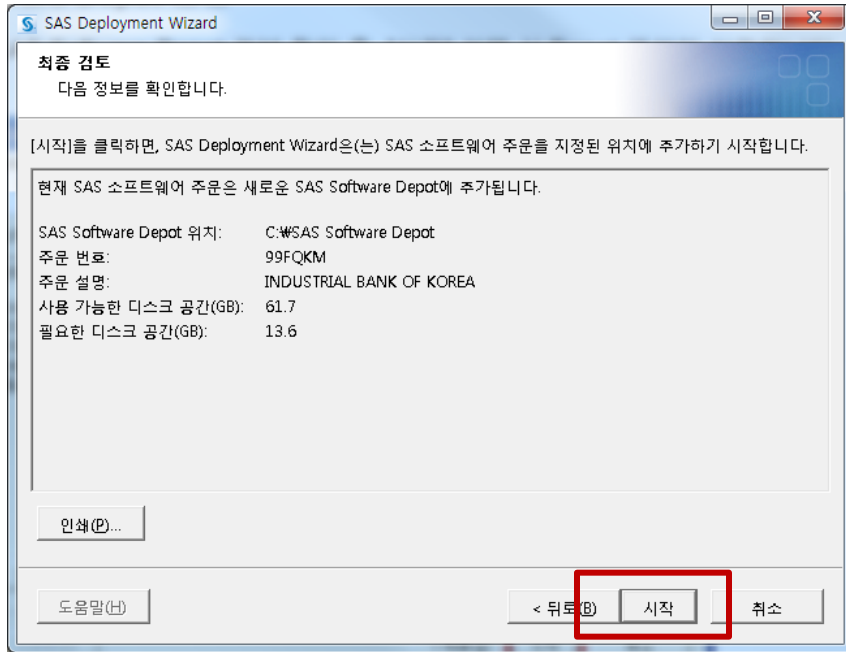 SAS Deployment Wizard
최종 검토
다음 정보를 확인합니다.
[시작]을 클릭하면, SAS Deployment Wizard은(는) SAS 소프트웨어 주문을 지정된 위치에 추가하기 시작합니다.
현재 SAS 소프트웨어 주문은 새로운 SAS Software Depot에 추가됩니다.
SAS Software Depot 위치: C:₩SAS Software Depot
주문 번호: 99FQKM
주문 설명: INDUSTRIAL BANK OF KOREA
사용 가능한 디스크 공간(GB): 61.7
필요한 디스크 공간(GB): 13.6
인쇄(P)...
도움말(H) < 뒤로(B) 시작 취소